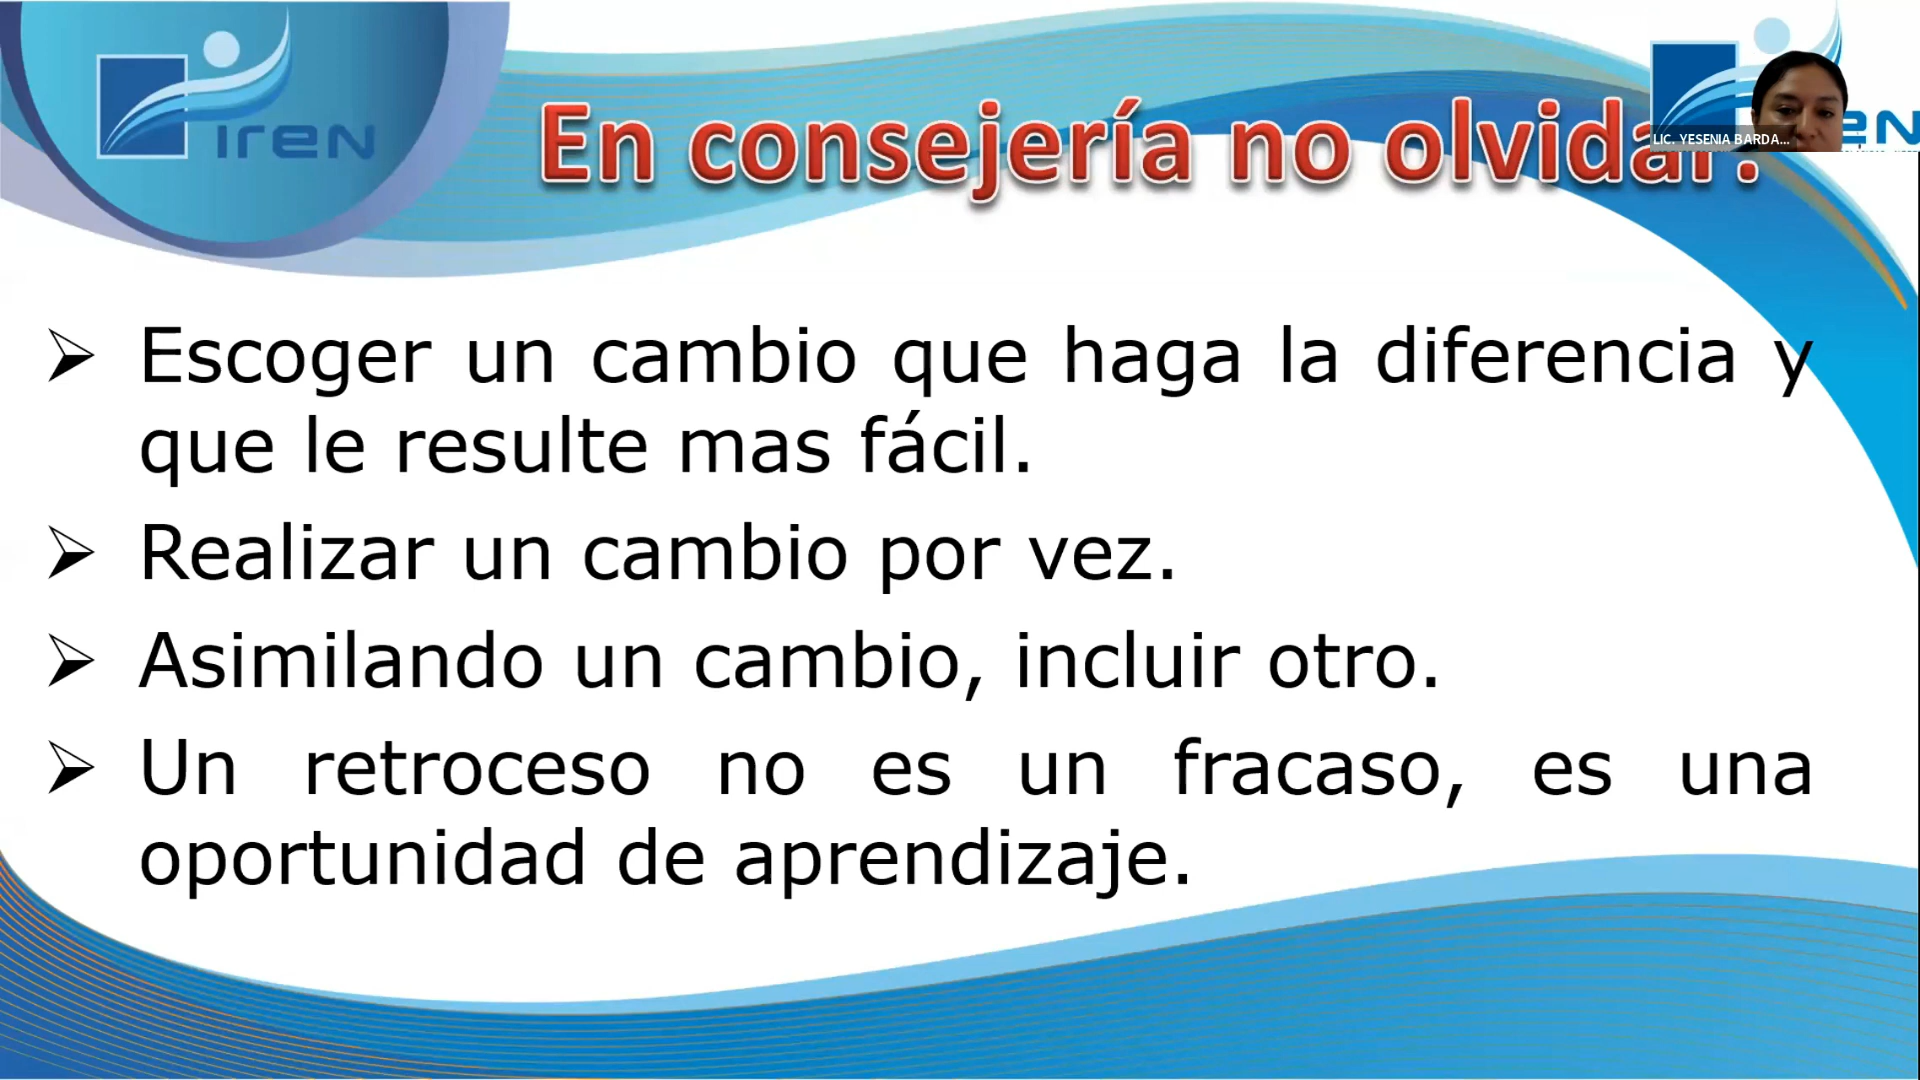 IREN
En consejería no olvidar:
LIC. YESENIA BARDA...
Escoger un cambio que haga la diferencia y
que le resulte mas fácil.
Realizar un cambio por vez.
Asimilando un cambio, incluir otro.
Un retroceso no es un fracaso, es una
oportunidad de aprendizaje.